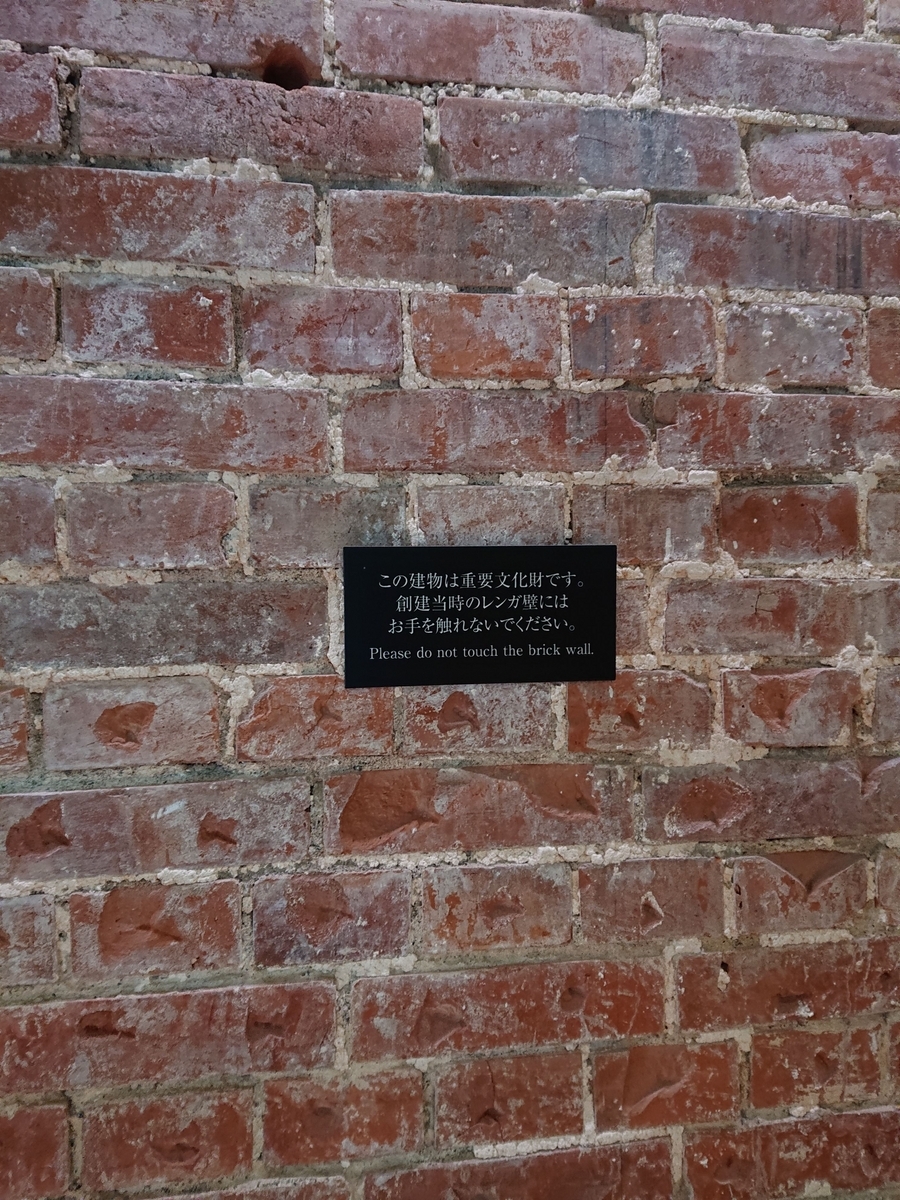 この建物は重要文化財です。
創建当時のレンガ壁には
お手を触れないでください。
Please do not touch the brick wall.